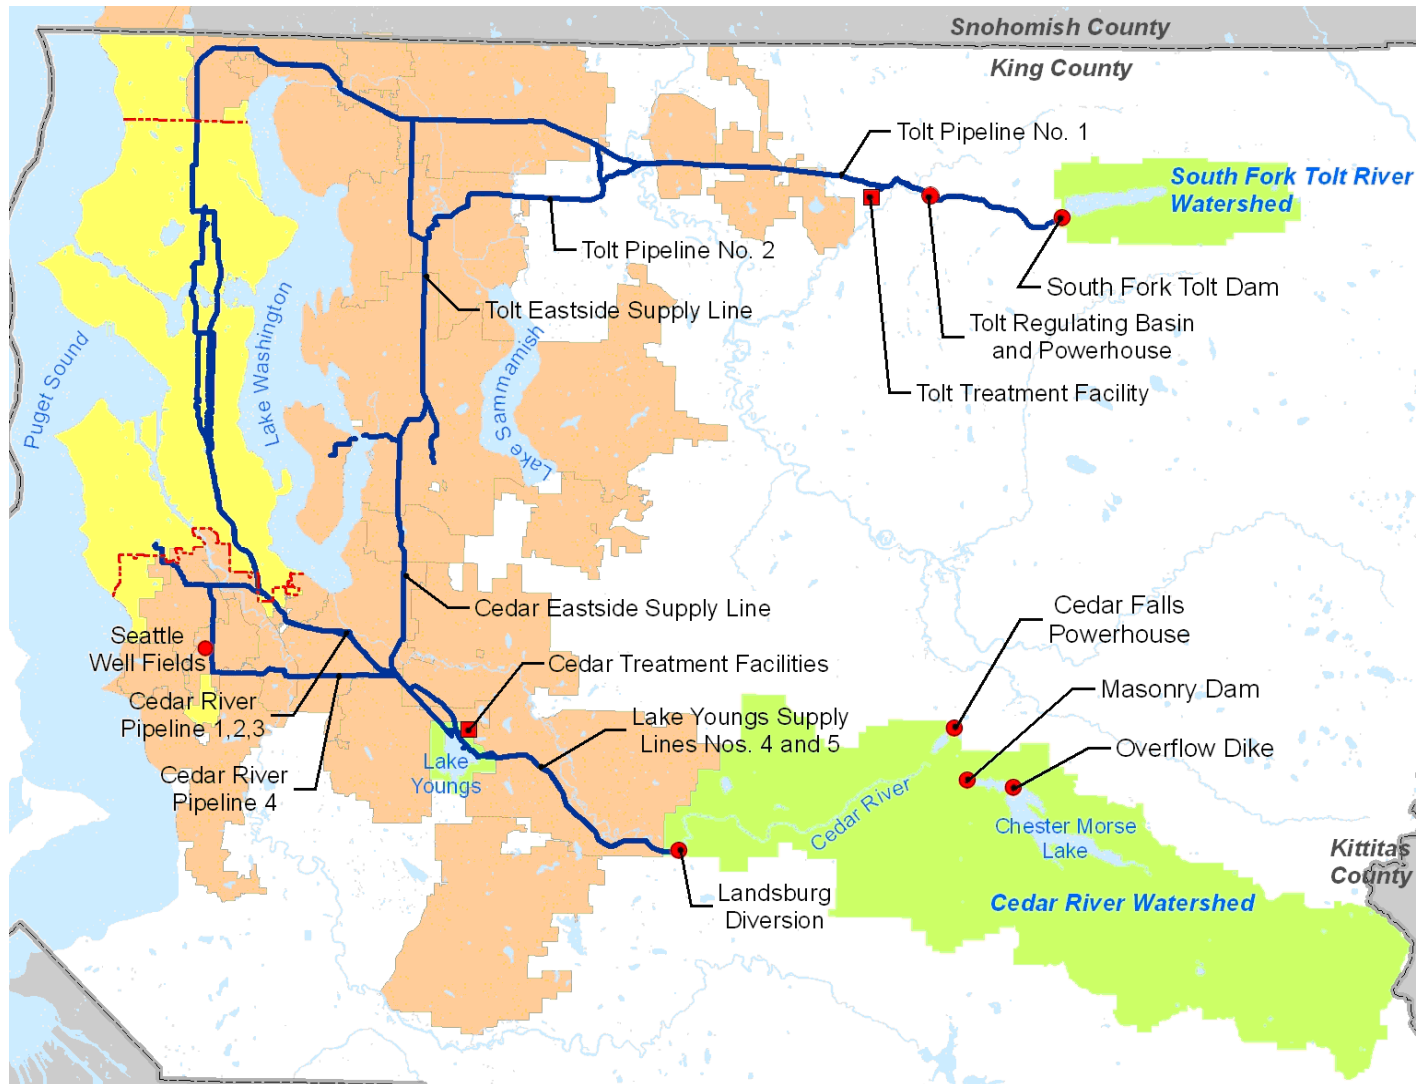 Snohomish County
King County
Tolt Pipeline No. 1
South Fork Tolt River
Watershed
Tolt Pipeline No. 2
South Fork Tolt Dam
Tolt Eastside Supply Line
Tolt Regulating Basin
and Powerhouse
Tolt Treatment Facility
Puget Sound
Lake Washington
Lake Sammamish
Cedar Eastside Supply Line
Cedar Falls
Powerhouse
Seattle
Well Fields
Cedar Treatment Facilities
Masonry Dam
Cedar River
Pipeline 1,2,3
Lake Youngs Supply
Lines Nos. 4 and 5
Overflow Dike
Lake
Youngs
Cedar River
Pipeline 4
Cedar River
Chester Morse
Lake
Kittitas
County
Landsburg
Diversion
Cedar River Watershed